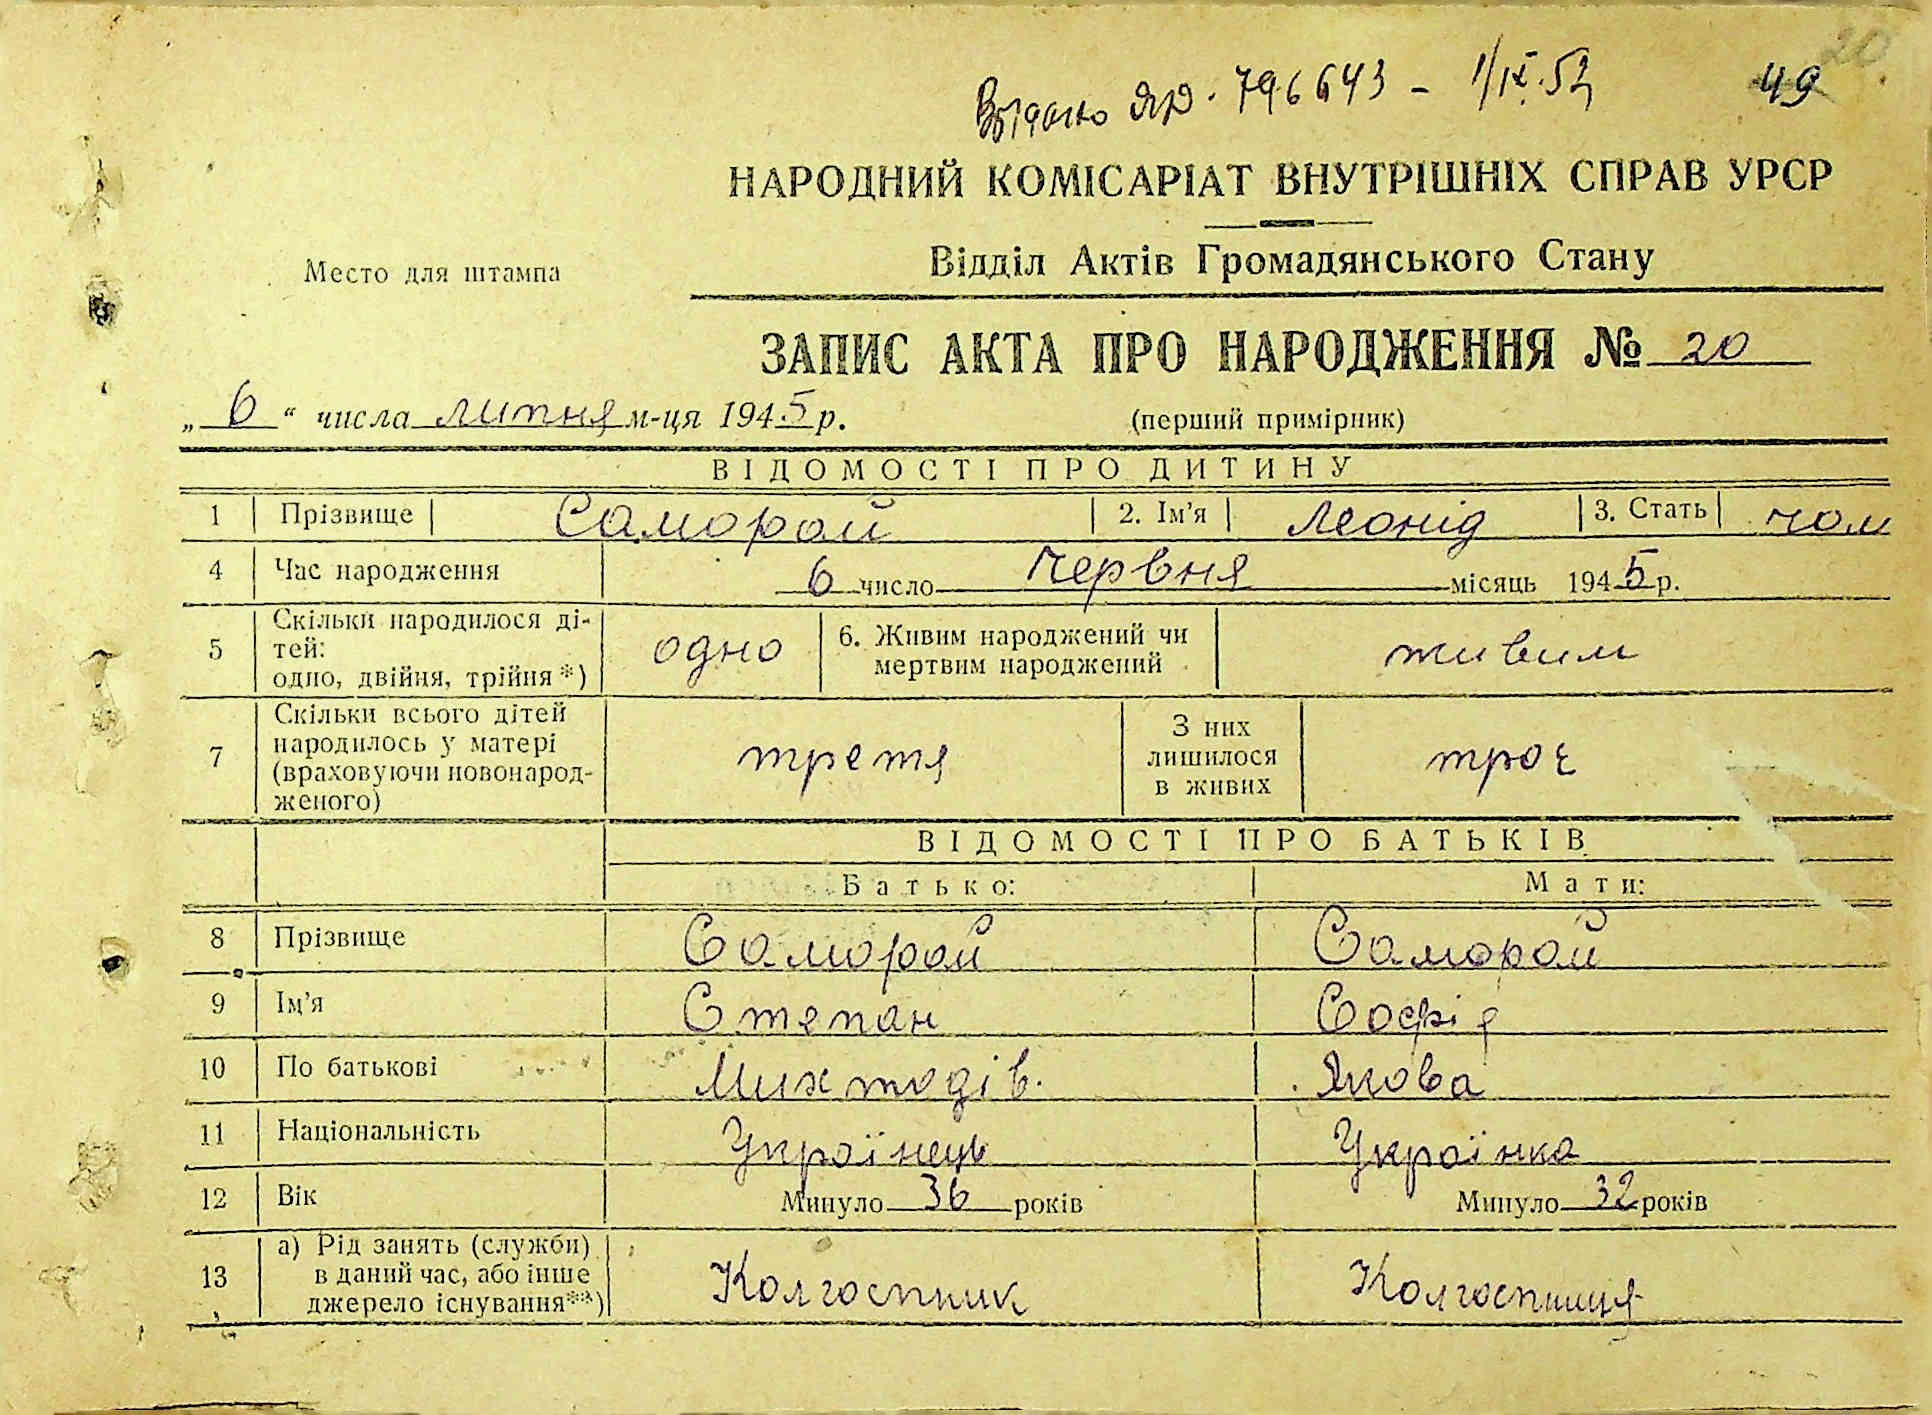 Видано ЯР. 796643 - 1/IX.52 49 20
НАРОДНИЙ КОМІСАРІАТ ВНУТРІШНІХ СПРАВ УРСР
Відділ Актів Громадянського Стану
Место для штампа
ЗАПИС АКТА ПРО НАРОДЖЕННЯ № 20
„ 6 “ числа липня м-ця 1945 р. (перший примірник)
ВІДОМОСТІ ПРО ДИТИНУ
1 Прізвище Саморай 2. Ім'я Леонід 3. Стать чол
4 Час народження 6 число Червня місяць 1945 р.
5 Скільки народилося ді-
тей:
одно, двійня, трійня *) одно 6. Живим народжений чи
мертвим народжений живим
7 Скільки всього дітей
народилось у матері
(враховуючи новонарод-
женого) третя З них
лишилося
в живих троє
ВІДОМОСТІ ПРО БАТЬКІВ
Батько: Мати:
8 Прізвище Саморай Саморай
9 Ім'я Степан Софія
10 По батькові Якова
11 Національність Українець Українка
12 Вік Минуло 36 років Минуло 32 років
13 а) Рід занять (служби)
в даний час, або інше
джерело існування**) Колгоспник Колгоспниця